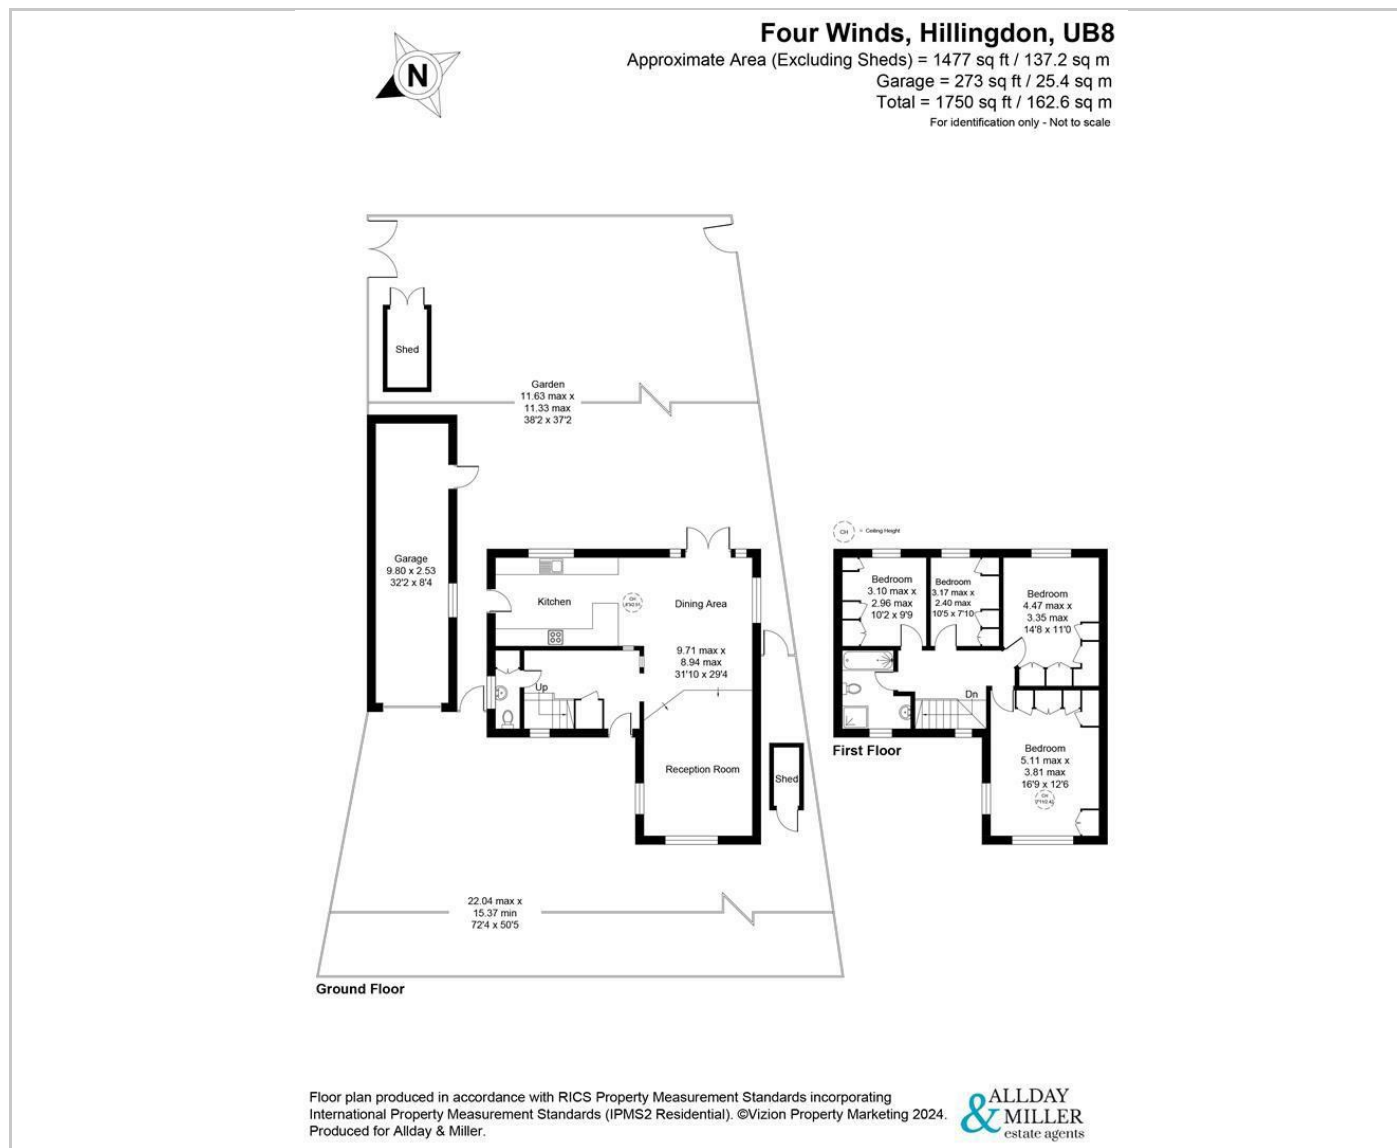 Four Winds, Hillingdon, UB8
Approximate Area (Excluding Sheds) = 1477 sq ft / 137.2 sq m
Garage = 273 sq ft / 25.4 sq m
Total = 1750 sq ft / 162.6 sq m
For identification only - Not to scale
N
Shed
Garden
11.63 max x
11.33 max
38'2 x 37'2
Garage
9.80 x 2.53
32'2 x 8'4
Kitchen
CH
Dining Area
9.71 max x
8.94 max
31'10 x 29'4
Up
Reception Room
Shed
22.04 max x
15.37 min
72'4 x 50'5
Ground Floor
CH = Ceiling Height
Bedroom
3.10 max x
2.96 max
10'2 x 9'9
Bedroom
3.17 max x
2.40 max
10'5 x 7'10
Bedroom
4.47 max x
3.35 max
14'8 x 11'0
Dn
First Floor
Bedroom
5.11 max x
3.81 max
16'9 x 12'6
CH
Floor plan produced in accordance with RICS Property Measurement Standards incorporating
International Property Measurement Standards (IPMS2 Residential). ©Vizion Property Marketing 2024.
Produced for Allday & Miller.
ALLDAY
& MILLER
estate agents